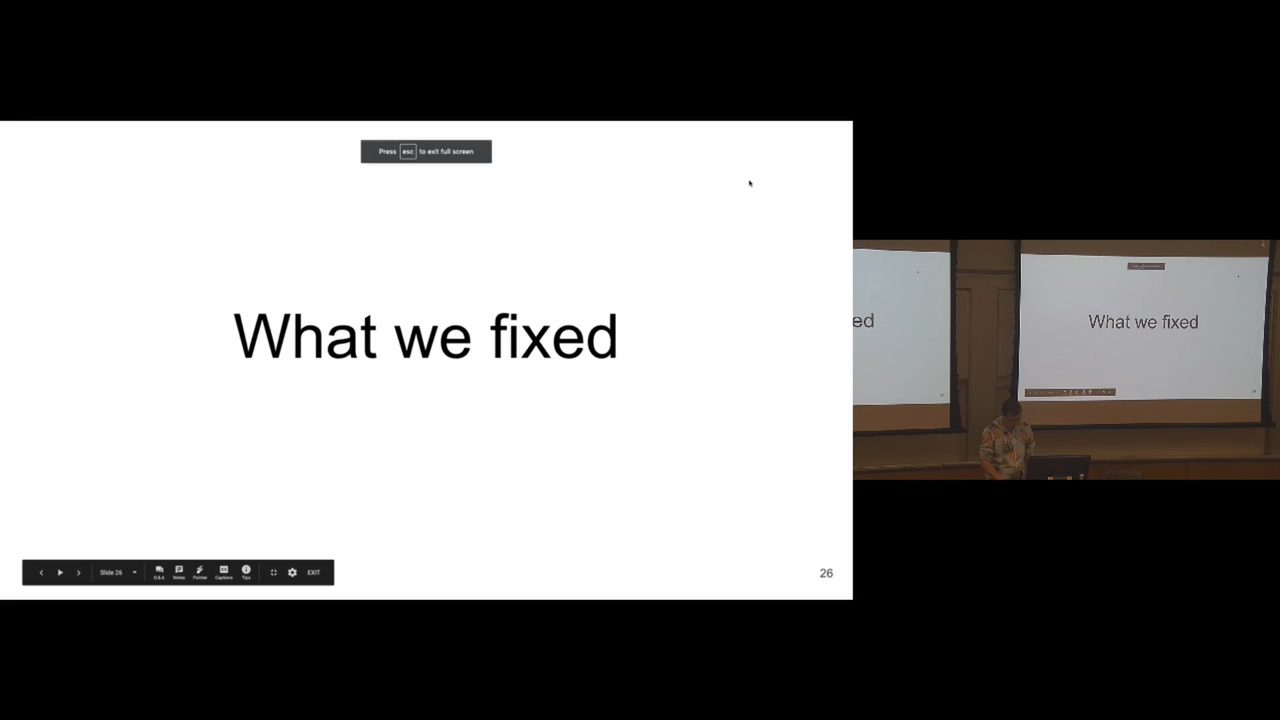 Press esc to exit full screen
What we fixed
Slide 26
Q&A
Notes
Pointer
Captions
Tips
EXIT
26
ed
What we fixed